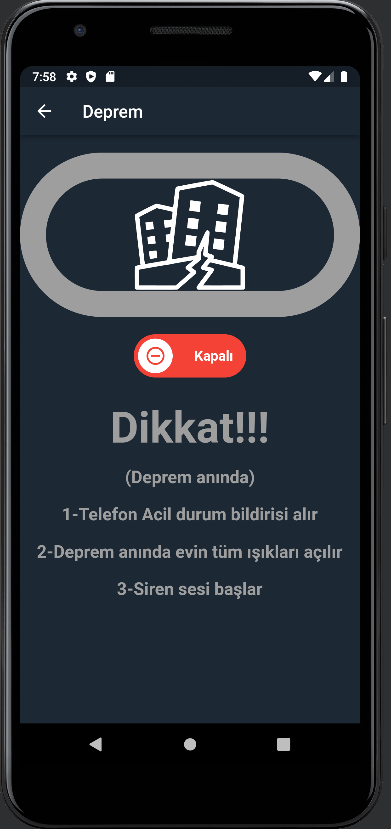 7:58
Deprem
Kapalı
Dikkat!!!
(Deprem anında)
1-Telefon Acil durum bildirisi alır
2-Deprem anında evin tüm ışıkları açılır
3-Siren sesi başlar